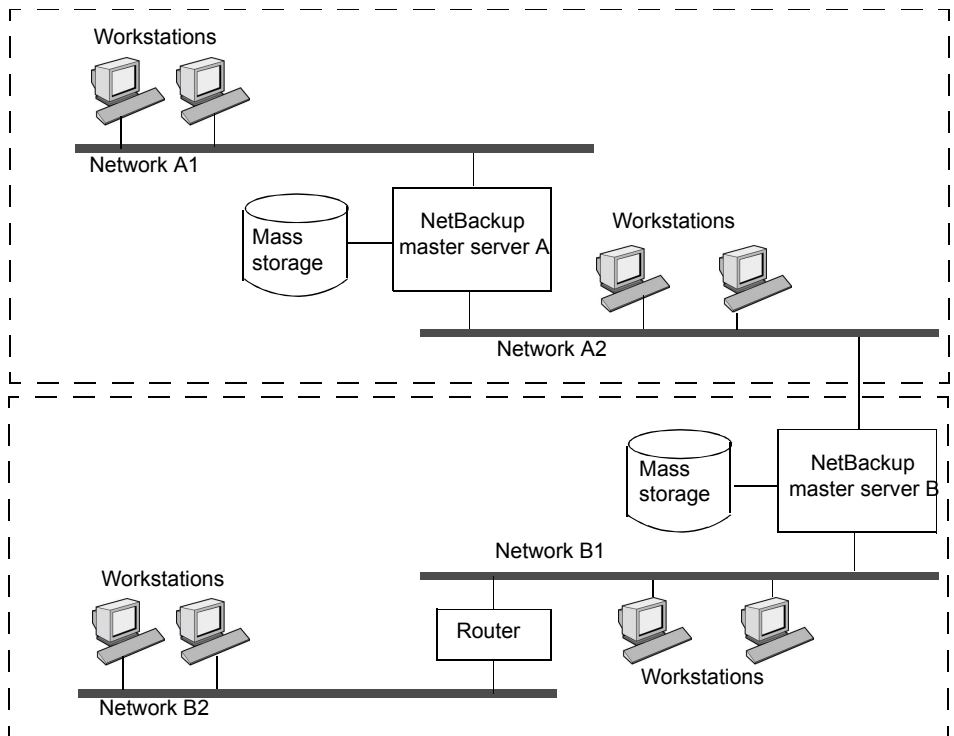 Workstations
Network A1
NetBackup
master server A
Mass
storage
Workstations
Network A2
NetBackup
master server B
Mass
storage
Network B1
Workstations
Router
Workstations
Network B2